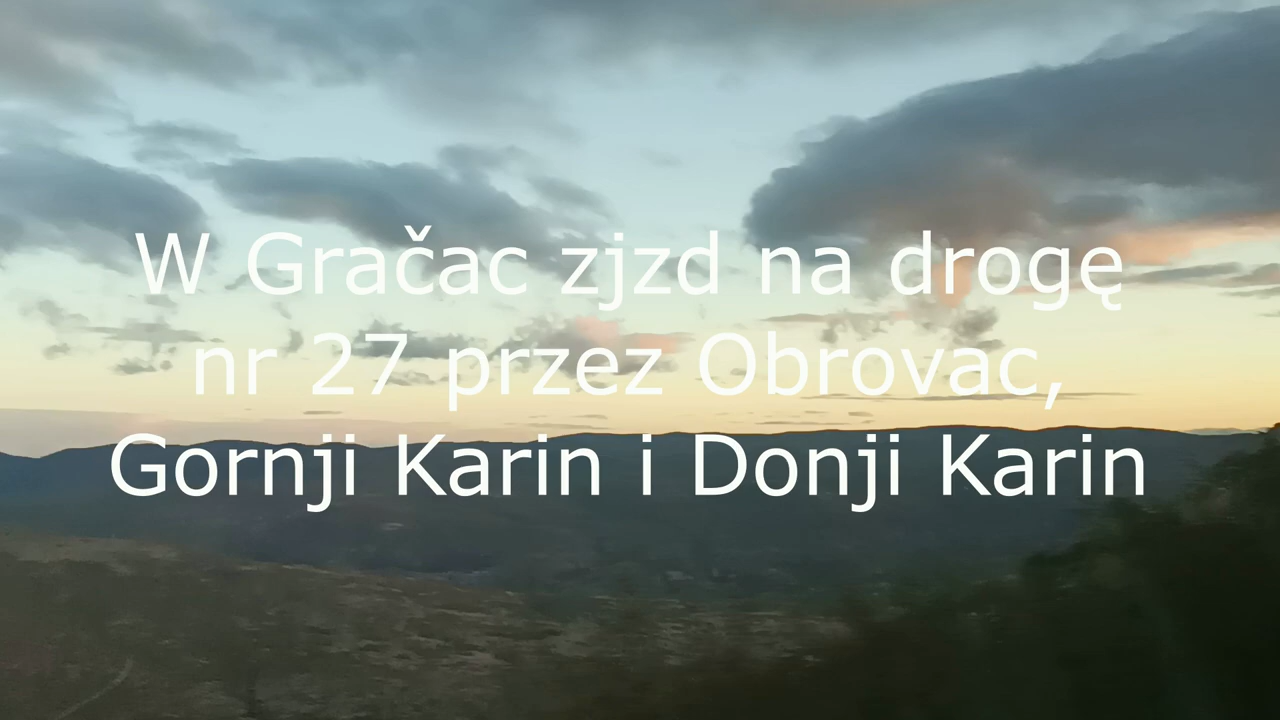 W Gračac zjzd na drogę
nr 27 przez Obrovac,
Gornji Karin i Donji Karin